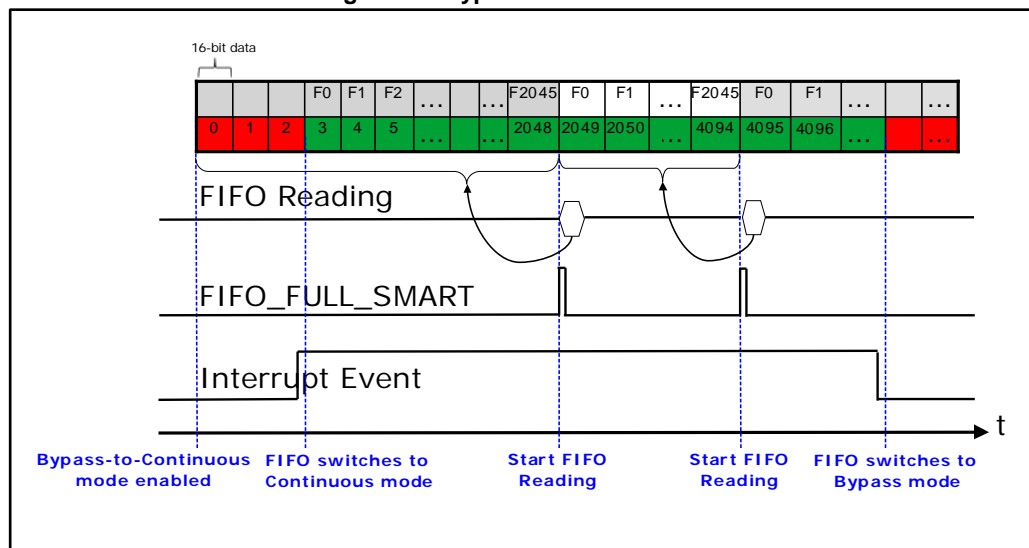 16-bit data
F0 F1 F2 ... ... F2045 F0 F1 ... F2045 F0 F1 ... ...
0 1 2 3 4 5 ... ... 2048 2049 2050 ... 4094 4095 4096 ... ...
FIFO Reading
FIFO_FULL_SMART
Interrupt Event
t
Bypass-to-Continuous mode enabled
FIFO switches to Continuous mode
Start FIFO Reading
Start FIFO Reading
FIFO switches to Bypass mode